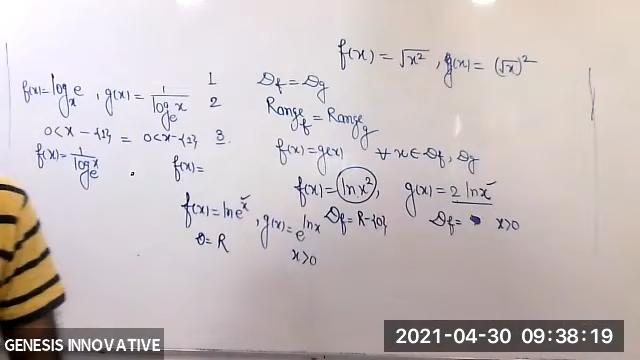 f(x) = √x² , g(x) = (√x)²
f(x) = logₓe , g(x) = 1/logₑx
1
2
3
0<x - {1} = 0<x-{1}
f(x) = 1/logₑx
f(x) =
D_f = D_g
Range_f = Range_g
f(x) = g(x) ∀ x ∈ D_f, D_g
f(x) = ln x² , g(x) = 2 ln x
D_f = R-{0}
D_f = x>0
f(x) = ln eˣ , g(x) = e^(ln x)
D = R
x>0
GENESIS INNOVATIVE
2021-04-30 09:38:19